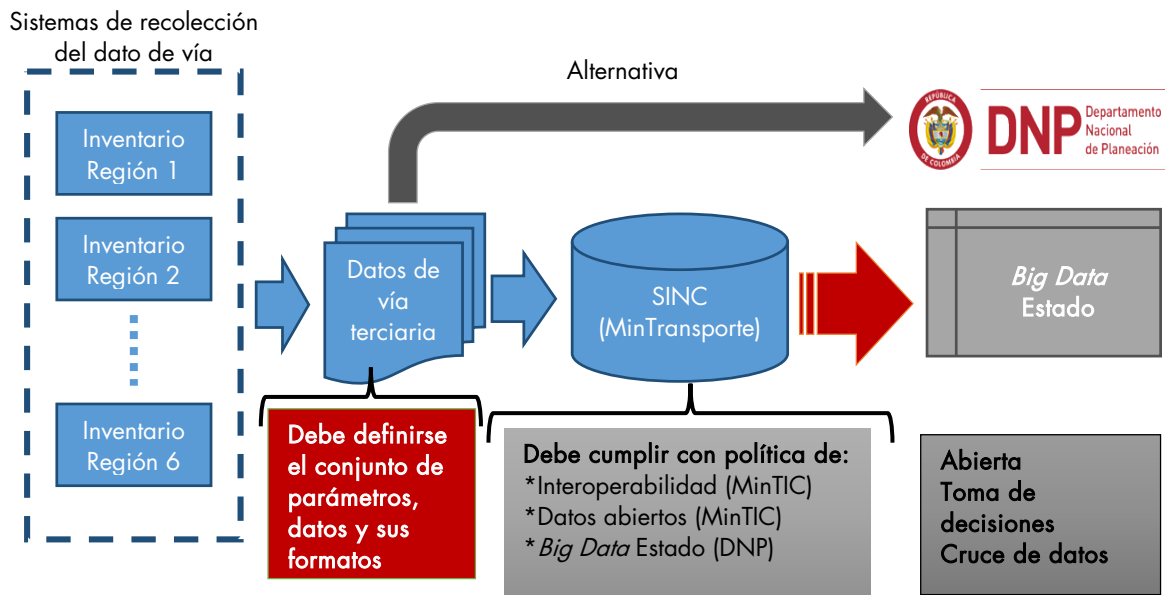 Sistemas de recolección
del dato de vía
Alternativa
REPÚBLICA
DE COLOMBIA
DNP
Departamento
Nacional
de Planeación
Inventario
Región 1
Inventario
Región 2
Inventario
Región 6
Datos de
vía
terciaria
SINC
(MinTransporte)
Big Data
Estado
Debe definirse
el conjunto de
parámetros,
datos y sus
formatos
Debe cumplir con política de:
*Interoperabilidad (MinTIC)
*Datos abiertos (MinTIC)
*Big Data Estado (DNP)
Abierta
Toma de
decisiones
Cruce de datos